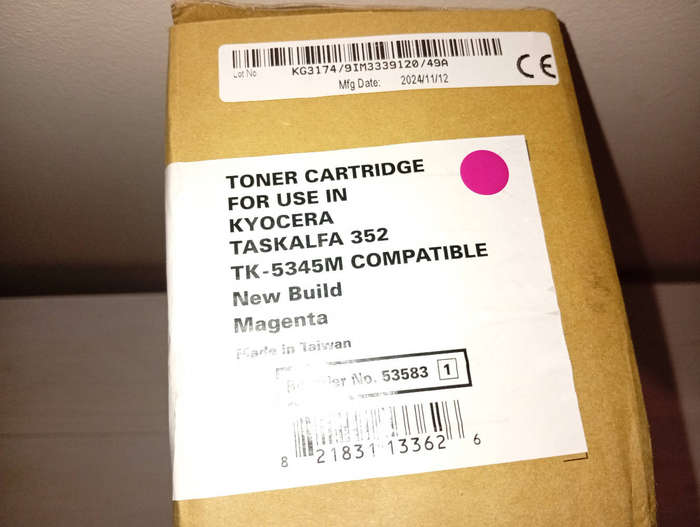 Lot No.
KG3174/9IM3339120/49A
Mfg Date: 2024/11/12
CE
TONER CARTRIDGE
FOR USE IN
KYOCERA
TASKALFA 352
TK-5345M COMPATIBLE
New Build
Magenta
Made in Taiwan
No. 53583 1
8 21831 13362 6